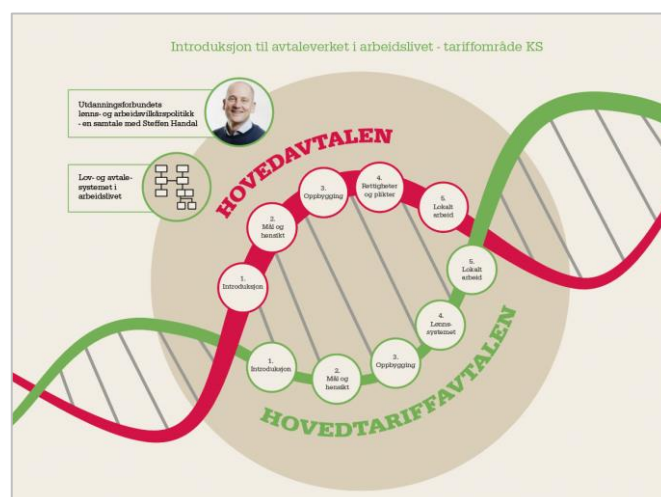 Introduksjon til avtaleverket i arbeidslivet - tariffområde KS
Utdanningsforbundets
lønns- og arbeidsvilkårspolitikk
- en samtale med Steffen Handal
Lov- og avtale-
systemet i
arbeidslivet
HOVEDAVTALEN
1.
Introduksjon
2.
Mål og
hensikt
3.
Oppbygging
4.
Rettigheter
og plikter
5.
Lokalt
arbeid
1.
Introduksjon
2.
Mål og
hensikt
3.
Oppbygging
4.
Lønns-
systemet
5.
Lokalt
arbeid
HOVEDTARIFFAVTALEN